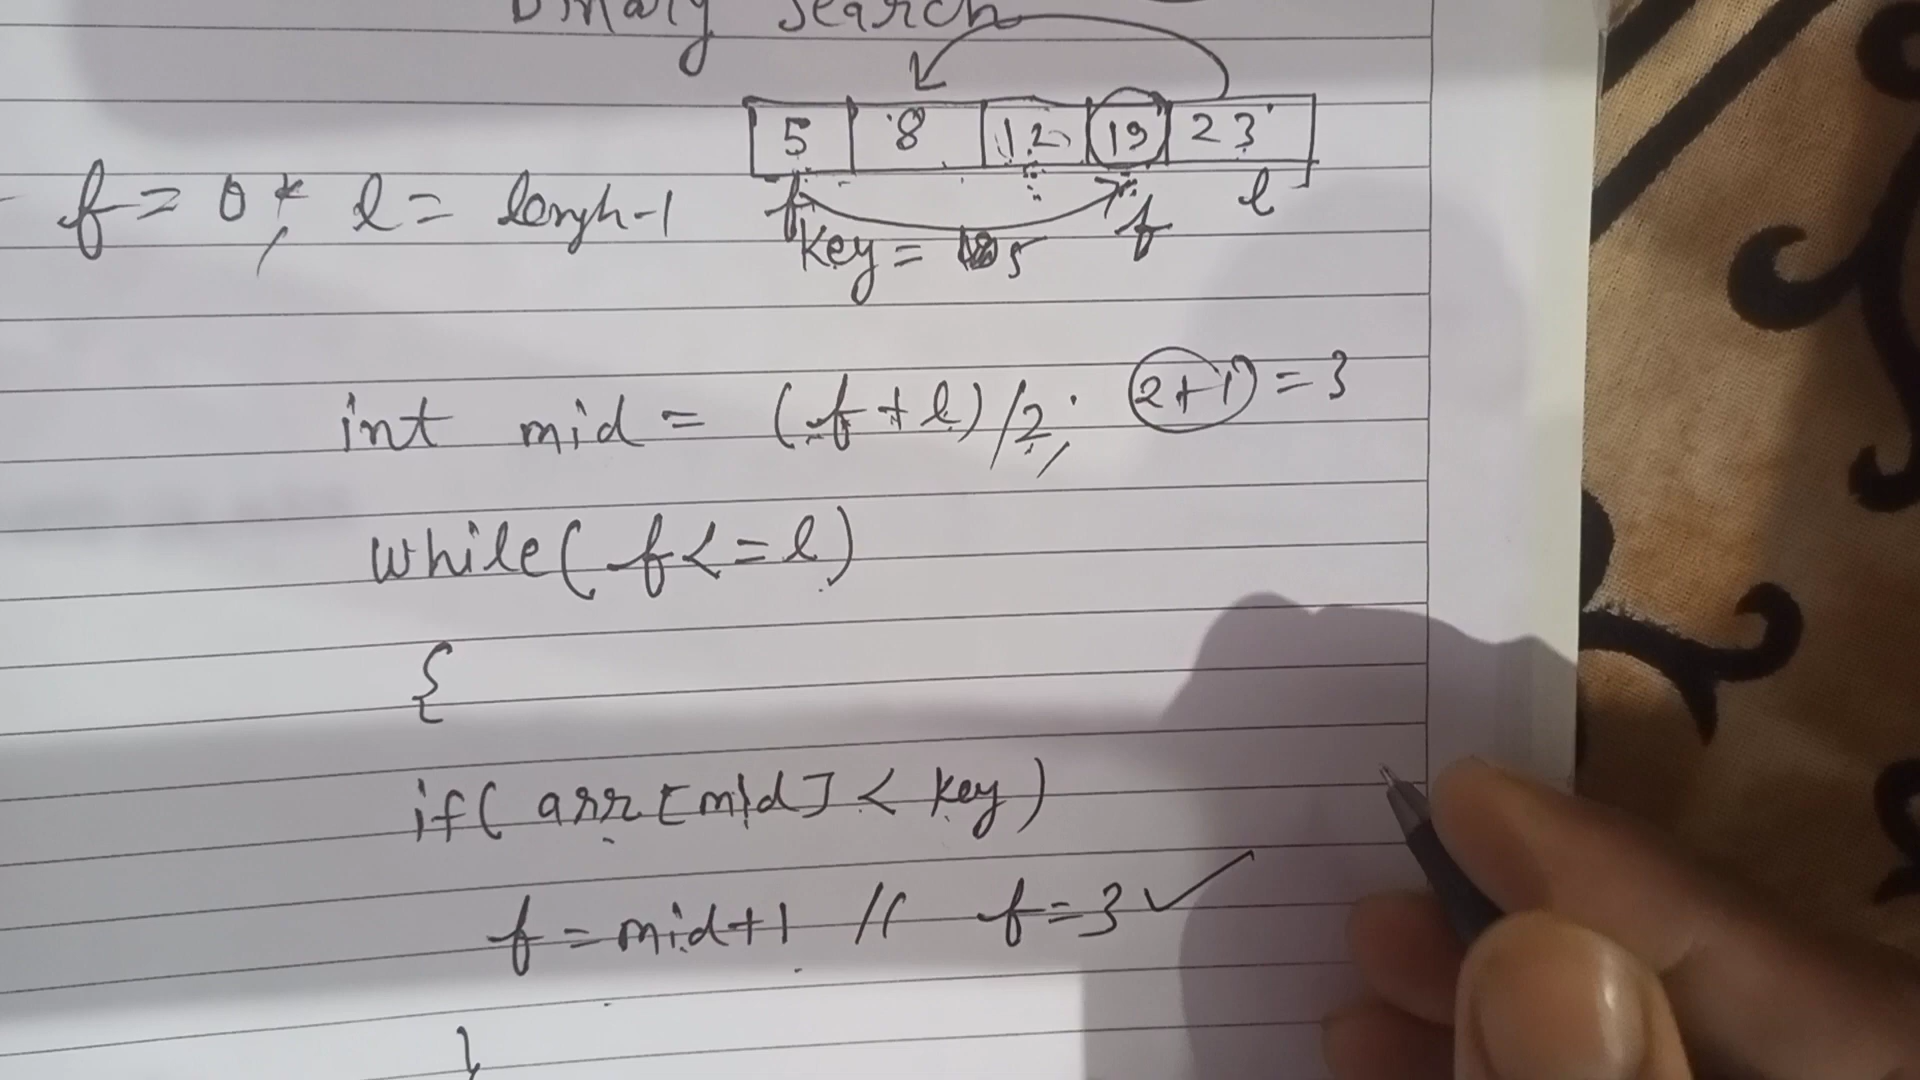 Binary Search
5 8 12 19 23
f = 0, l = lengh-1
f f l
key = 5
int mid = (f+l)/2; 2+1 = 3
while( f<=l)
{
if( arr[mid] < key)
f = mid+1 // f=3 ✓
}